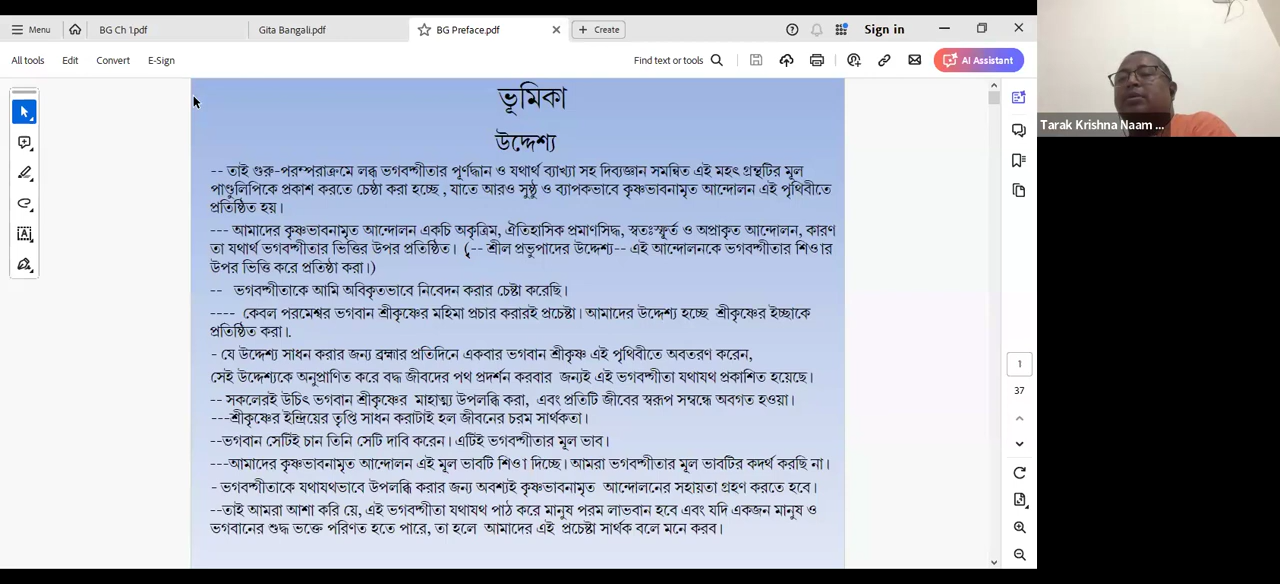 Menu
BG Ch 1.pdf
Gita Bangali.pdf
BG Preface.pdf
Create
Sign in
All tools
Edit
Convert
E-Sign
Find text or tools
AI Assistant
Tarak Krishna Naam ...
ভূমিকা
উদ্দেশ্য
-- তাই গুরু-পরম্পরাক্রমে লব্ধ ভগবদ্গীতার পূর্ণদ্ধান ও যথার্থ ব্যাখ্যা সহ দিব্যজ্ঞান সমন্বিত এই মহৎ গ্রন্থটির মূল
পাণ্ডুলিপিকে প্রকাশ করতে চেষ্ঠা করা হচ্ছে , যাতে আরও সুষ্ঠু ও ব্যাপকভাবে কৃষ্ণভাবনামৃত আন্দোলন এই পৃথিবীতে
প্রতিষ্ঠিত হয়।
--- আমাদের কৃষ্ণভাবনামৃত আন্দোলন একচি অকৃত্রিম, ঐতিহাসিক প্রমাণসিদ্ধ, স্বতঃস্ফূর্ত ও অপ্রাকৃত আন্দোলন, কারণ
তা যথার্থ ভগবদ্গীতার ভিত্তির উপর প্রতিষ্ঠিত। (-- শ্রীল প্রভুপাদের উদ্দেশ্য-- এই আন্দোলনকে ভগবদ্গীতার শিওার
উপর ভিত্তি করে প্রতিষ্ঠা করা।)
-- ভগবদ্গীতাকে আমি অবিকৃতভাবে নিবেদন করার চেষ্টা করেছি।
---- কেবল পরমেশ্বর ভগবান শ্রীকৃষ্ণের মহিমা প্রচার করারই প্রচেষ্টা। আমাদের উদ্দেশ্য হচ্ছে শ্রীকৃষ্ণের ইচ্ছাকে
প্রতিষ্ঠিত করা।.
- যে উদ্দেশ্য সাধন করার জন্য ব্রহ্মার প্রতিদিনে একবার ভগবান শ্রীকৃষ্ণ এই পৃথিবীতে অবতরণ করেন,
সেই উদ্দেশ্যকে অনুপ্রাণিত করে বদ্ধ জীবদের পথ প্রদর্শন করবার জন্যই এই ভগবদ্গীতা যথাযথ প্রকাশিত হয়েছে।
-- সকলেরই উচিৎ ভগবান শ্রীকৃষ্ণের মাহাত্ম্য উপলব্ধি করা, এবং প্রতিটি জীবের স্বরূপ সম্বন্ধে অবগত হওয়া।
---শ্রীকৃষ্ণের ইন্দ্রিয়ের তৃপ্তি সাধন করাটাই হল জীবনের চরম সার্থকতা।
--ভগবান সেটিই চান তিনি সেটি দাবি করেন। এটিই ভগবদ্গীতার মূল ভাব।
---আমাদের কৃষ্ণভাবনামৃত আন্দোলন এই মূল ভাবটি শিওা দিচ্ছে। আমরা ভগবদ্গীতার মূল ভাবটির কদর্থ করছি না।
- ভগবদ্গীতাকে যথাযথভাবে উপলব্ধি করার জন্য অবশ্যই কৃষ্ণভাবনামৃত আন্দোলনের সহায়তা গ্রহণ করতে হবে।
--তাই আমরা আশা করি যে, এই ভগবদ্গীতা যথাযথ পাঠ করে মানুষ পরম লাভবান হবে এবং যদি একজন মানুষ ও
ভগবানের শুদ্ধ ভক্তে পরিণত হতে পারে, তা হলে আমাদের এই প্রচেষ্টা সার্থক বলে মনে করব।
1
37